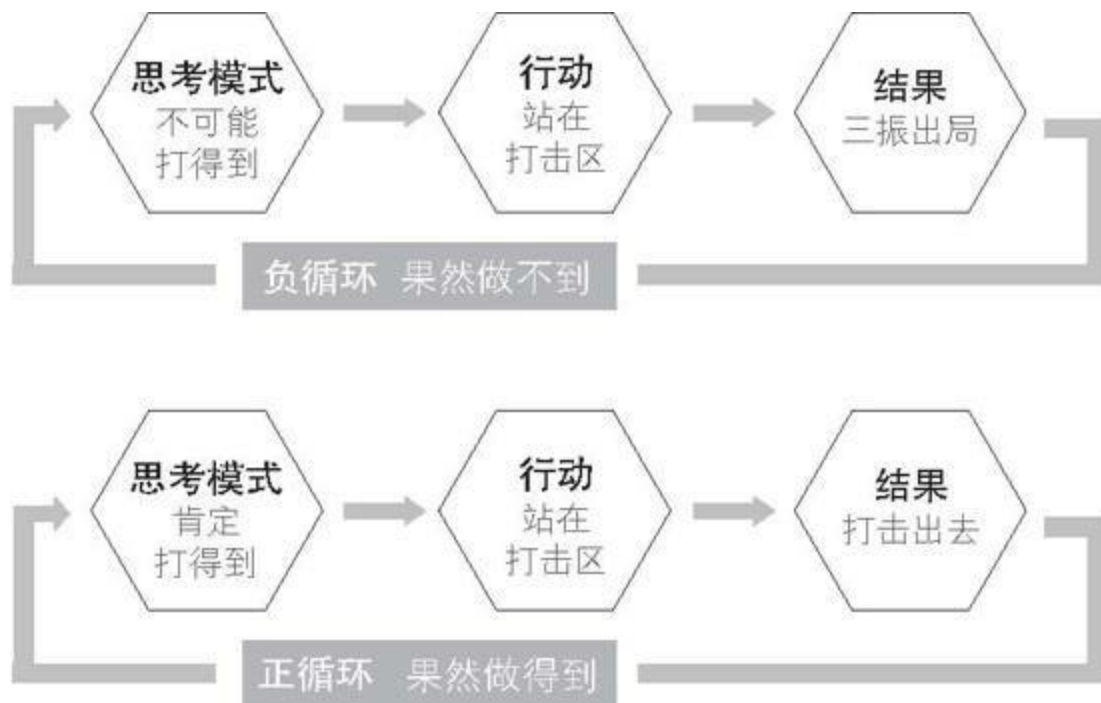 思考模式
不可能
打得到
行动
站在
打击区
结果
三振出局
负循环 果然做不到
思考模式
肯定
打得到
行动
站在
打击区
结果
打击出去
正循环 果然做得到